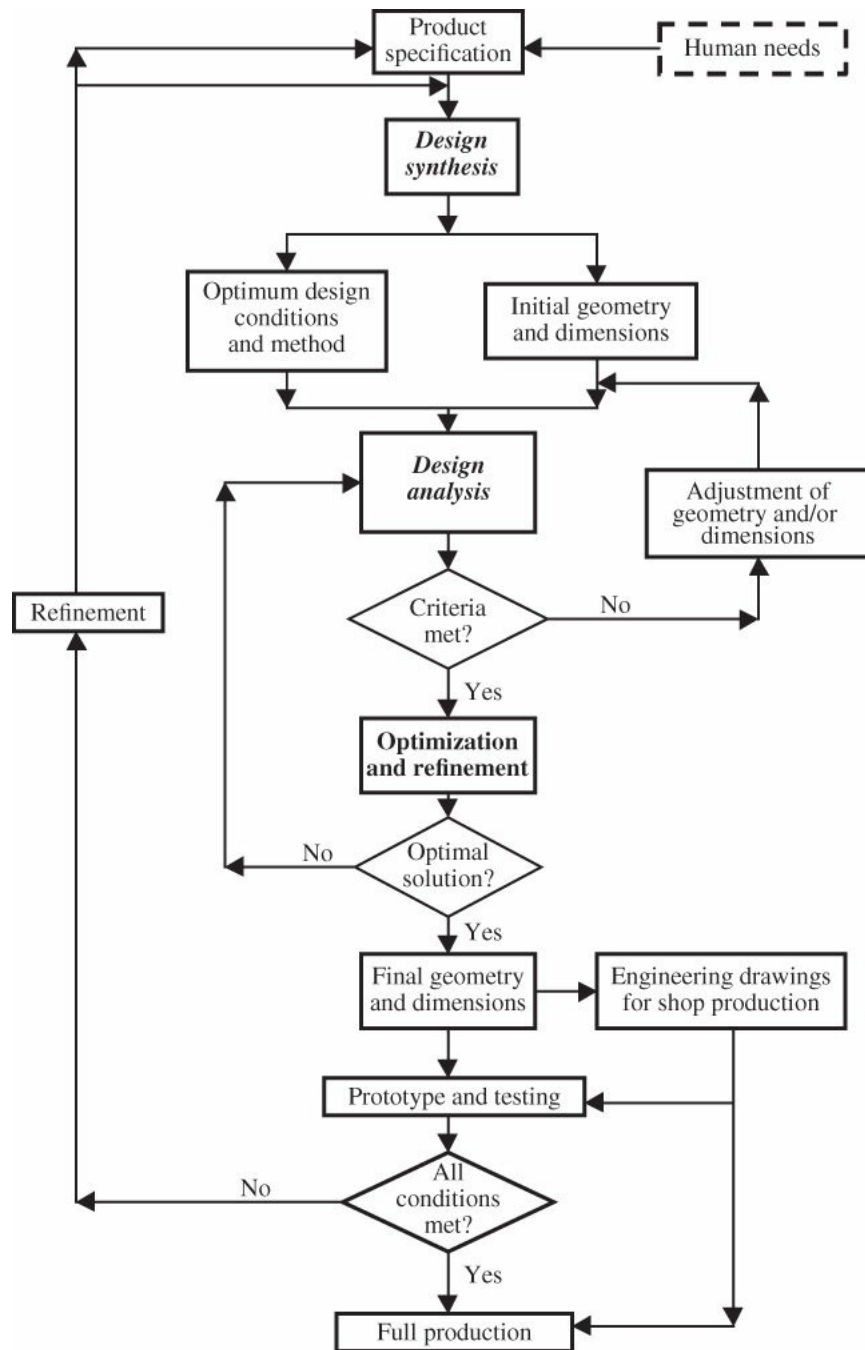 Product
specification
Human needs
Design
synthesis
Optimum design
conditions
and method
Initial geometry
and dimensions
Design
analysis
Adjustment of
geometry and/or
dimensions
Refinement
Criteria
met?
No
Yes
Optimization
and refinement
No
Optimal
solution?
Yes
Final geometry
and dimensions
Engineering drawings
for shop production
Prototype and testing
No
All
conditions
met?
Yes
Full production